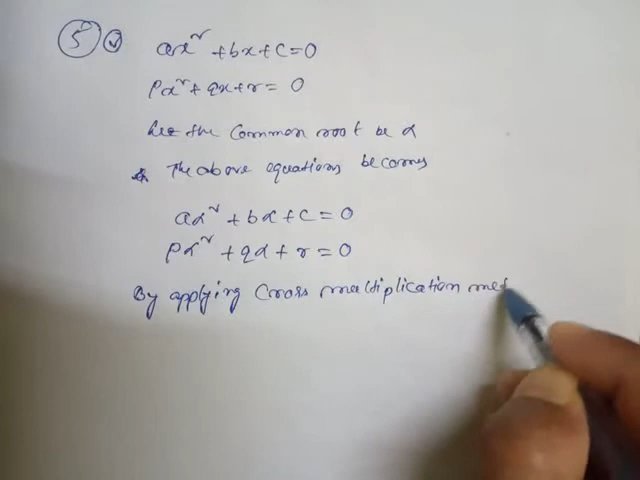 5 ax² + bx + c = 0
px² + qx + r = 0
Let the Common root be α
The above equations becomes
aα² + bα + c = 0
pα² + qα + r = 0
By applying Cross multiplication met